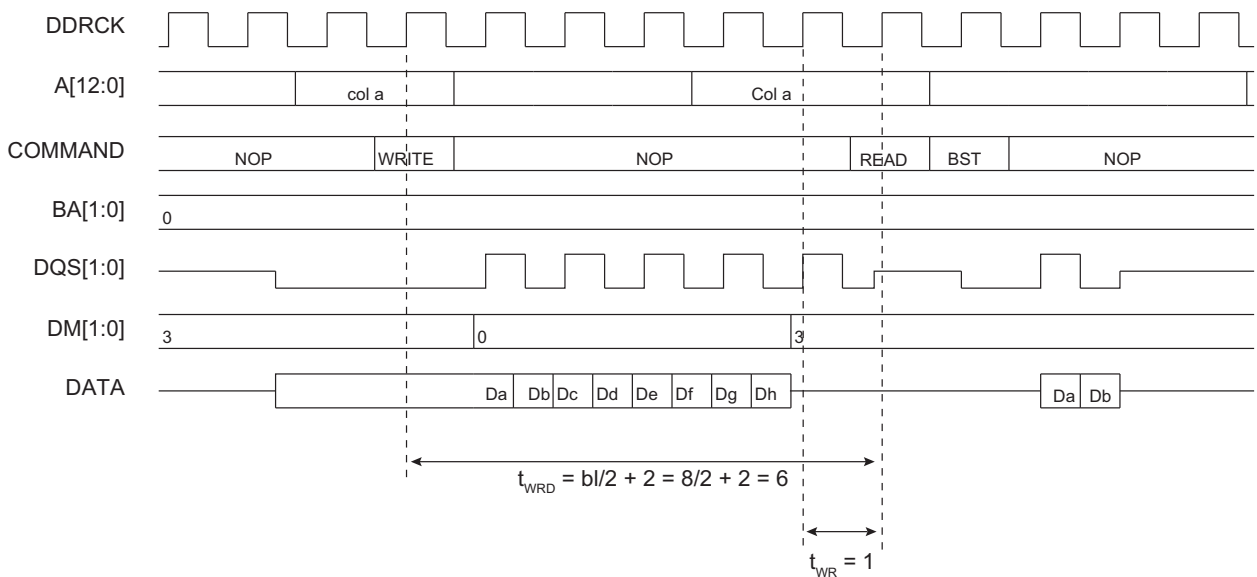 DDRCK
A[12:0]
col a
Col a
COMMAND
NOP
WRITE
NOP
READ
BST
NOP
BA[1:0]
0
DQS[1:0]
DM[1:0]
3
0
3
DATA
Da
Db
Dc
Dd
De
Df
Dg
Dh
Da
Db
tWRD = bl/2 + 2 = 8/2 + 2 = 6
tWR = 1